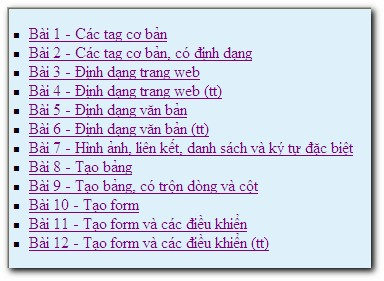 Bài 1 - Các tag cơ bản
Bài 2 - Các tag cơ bản, có định dạng
Bài 3 - Định dạng trang web
Bài 4 - Định dạng trang web (tt)
Bài 5 - Định dạng văn bản
Bài 6 - Định dạng văn bản (tt)
Bài 7 - Hình ảnh, liên kết, danh sách và ký tự đặc biệt
Bài 8 - Tạo bảng
Bài 9 - Tạo bảng, có trộn dòng và cột
Bài 10 - Tạo form
Bài 11 - Tạo form và các điều khiển
Bài 12 - Tạo form và các điều khiển (tt)